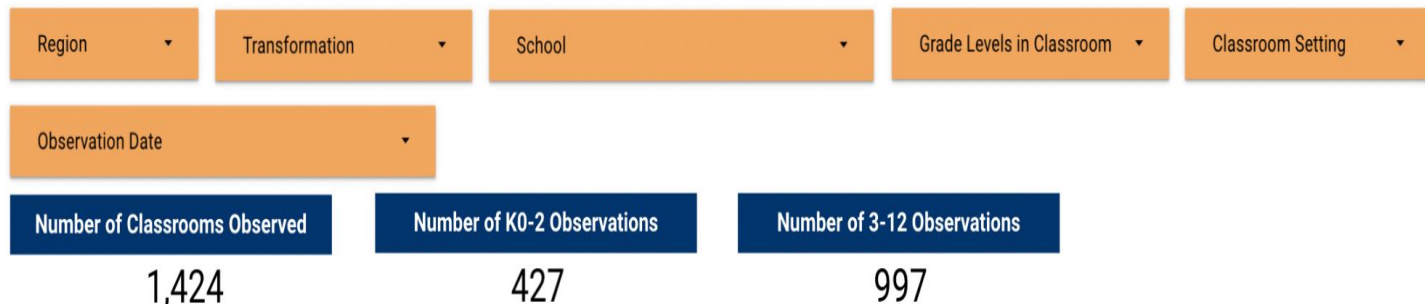 Region
Transformation
School
Grade Levels in Classroom
Classroom Setting
Observation Date
Number of Classrooms Observed
Number of K0-2 Observations
Number of 3-12 Observations
1,424
427
997